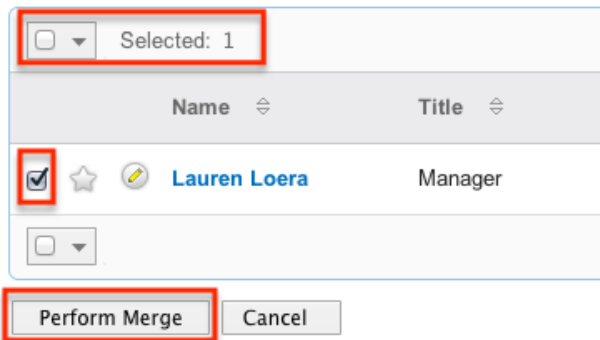 Selected: 1
Name Title
Lauren Loera Manager
Perform Merge Cancel